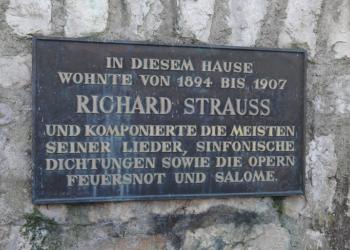 IN DIESEM HAUSE
WOHNTE VON 1894 BIS 1907
RICHARD STRAUSS
UND KOMPONIERTE DIE MEISTEN
SEINER LIEDER, SINFONISCHE
DICHTUNGEN SOWIE DIE OPERN
FEUERSNOT UND SALOME.